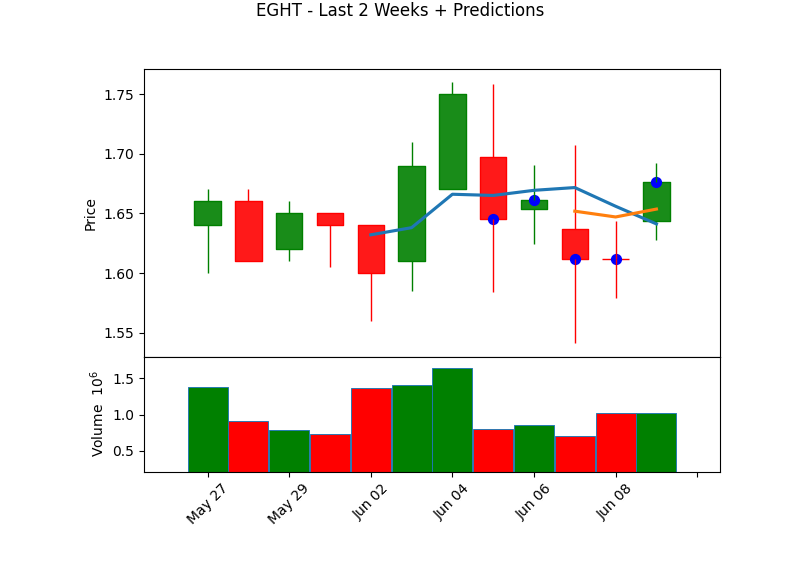 EGHT - Last 2 Weeks + Predictions
Price
1.75
1.70
1.65
1.60
1.55
Volume 10^6
1.5
1.0
0.5
May 27
May 29
Jun 02
Jun 04
Jun 06
Jun 08